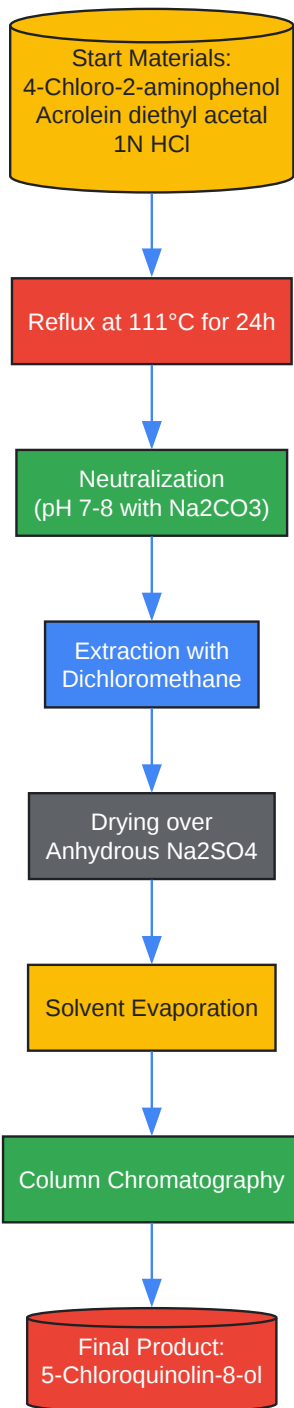 Start Materials:
4-Chloro-2-aminophenol
Acrolein diethyl acetal
1N HCl
Reflux at 111°C for 24h
Neutralization
(pH 7-8 with Na2CO3)
Extraction with
Dichloromethane
Drying over
Anhydrous Na2SO4
Solvent Evaporation
Column Chromatography
Final Product:
5-Chloroquinolin-8-ol